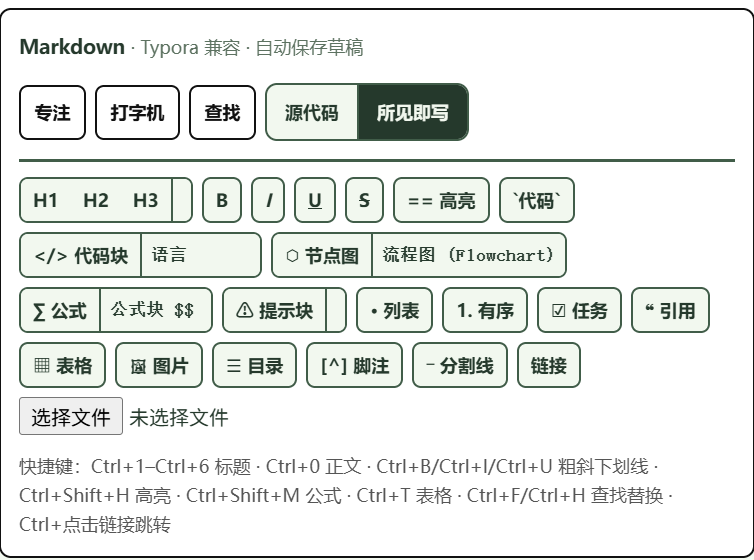 Markdown · Typora 兼容 · 自动保存草稿
专注 打字机 查找 源代码 所见即写
H1 H2 H3 B I U S == 高亮 `代码`
</> 代码块 语言 ⬡ 节点图 流程图 (Flowchart)
∑ 公式 公式块 $$ ⚠ 提示块 • 列表 1. 有序 ☑ 任务 ❝ 引用
▦ 表格 🖼 图片 ☰ 目录 [^] 脚注 − 分割线 链接
选择文件 未选择文件
快捷键：Ctrl+1–Ctrl+6 标题 · Ctrl+0 正文 · Ctrl+B/Ctrl+I/Ctrl+U 粗斜下划线 ·
Ctrl+Shift+H 高亮 · Ctrl+Shift+M 公式 · Ctrl+T 表格 · Ctrl+F/Ctrl+H 查找替换 ·
Ctrl+点击链接跳转